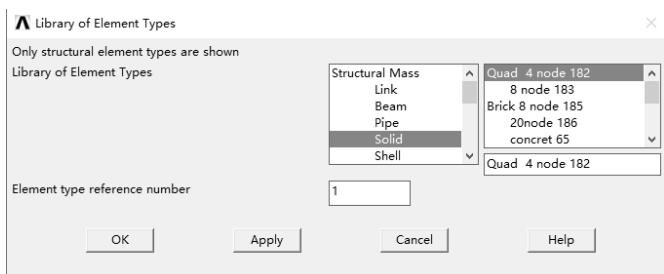 Library of Element Types
Only structural element types are shown
Library of Element Types
Structural Mass
Link
Beam
Pipe
Solid
Shell
Quad 4 node 182
8 node 183
Brick 8 node 185
20node 186
concret 65
Quad 4 node 182
Element type reference number
1
OK
Apply
Cancel
Help